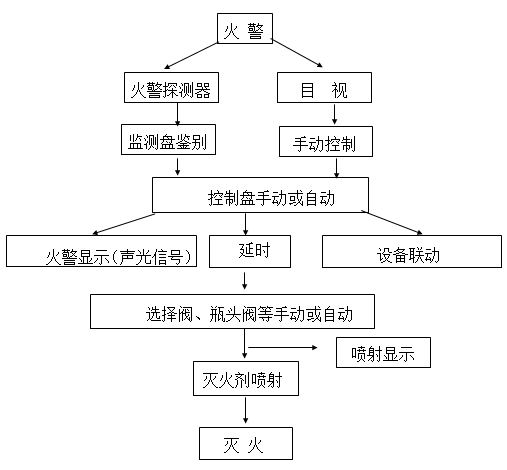 火 警
火警探测器
目 视
监测盘鉴别
手动控制
控制盘手动或自动
火警显示(声光信号)
延时
设备联动
选择阀、瓶头阀等手动或自动
喷射显示
灭火剂喷射
灭 火